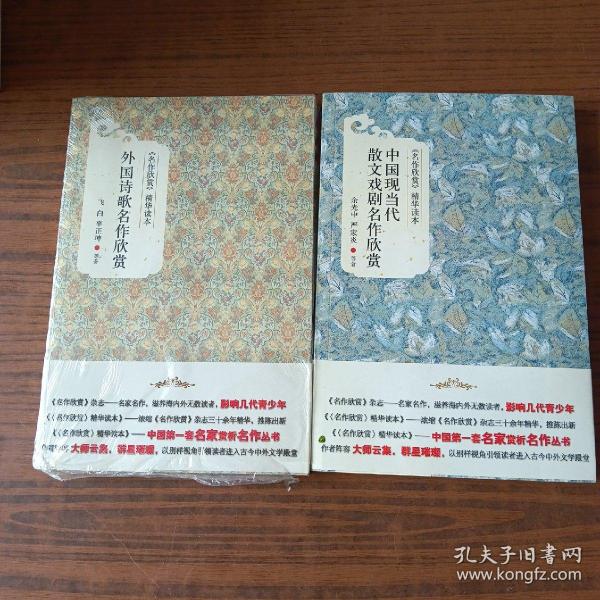 《名作欣赏》精华读本
外国诗歌名作欣赏
飞白 辜正坤 等著
《名作欣赏》杂志——名家名作,滋养海内外无数读者,影响几代青少年
《《名作欣赏》精华读本》——浓缩《名作欣赏》杂志三十余年精华,推陈出新
《《名作欣赏》精华读本》——中国第一套名家赏析名作丛书
作者阵容大师云集,群星璀璨,以别样视角引领读者进入古今中外文学殿堂
《名作欣赏》精华读本
中国现当代
散文戏剧名作欣赏
余光中 严家炎 等著
《名作欣赏》杂志——名家名作,滋养海内外无数读者,影响几代青少年
《《名作欣赏》精华读本》——浓缩《名作欣赏》杂志三十余年精华,推陈出新
《《名作欣赏》精华读本》——中国第一套名家赏析名作丛书
作者阵容大师云集,群星璀璨,以别样视角引领读者进入古今中外文学殿堂
孔夫子旧书网
www.kongfz.com